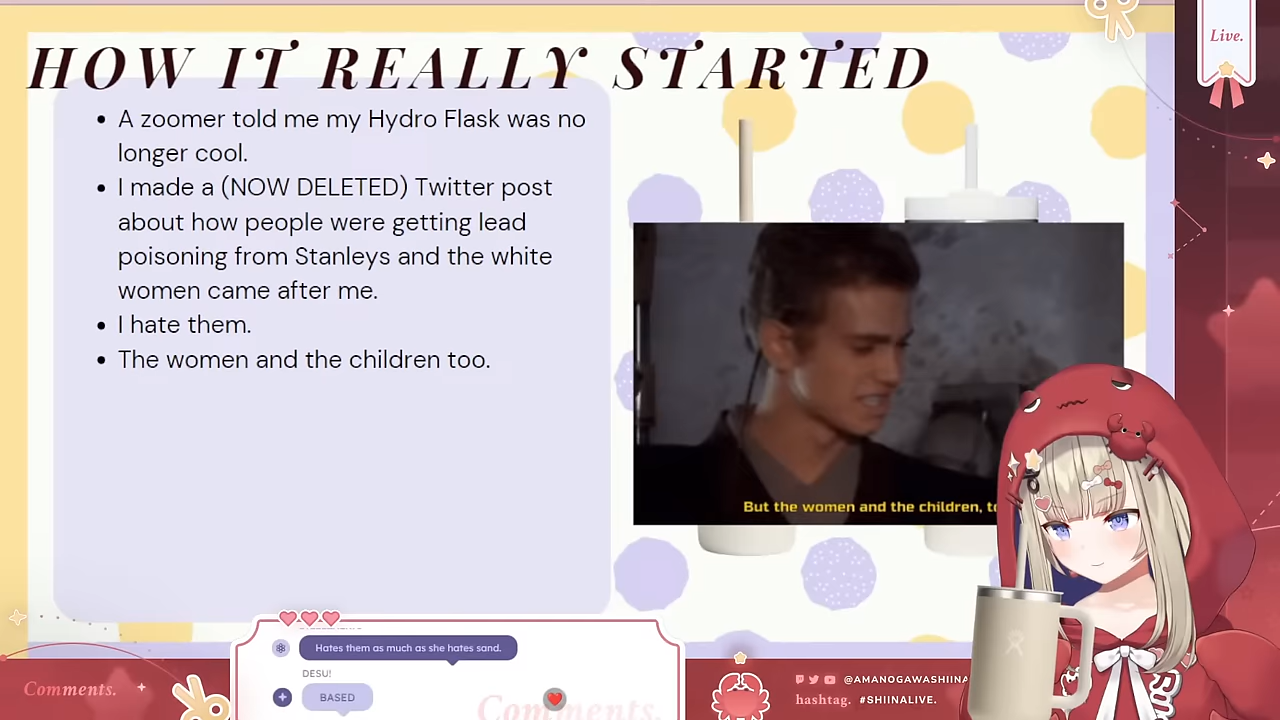 HOW IT REALLY STARTED
Live.
• A zoomer told me my Hydro Flask was no
longer cool.
• I made a (NOW DELETED) Twitter post
about how people were getting lead
poisoning from Stanleys and the white
women came after me.
• I hate them.
• The women and the children too.
But the women and the children,
Hates them as much as she hates sand.
DESU!
BASED
Comments.
Comments.
@AMANOGAWASHIINA
hashtag. #SHIINALIVE.